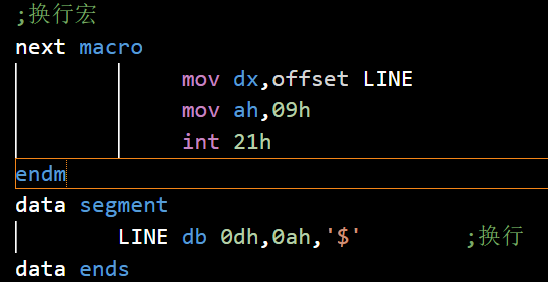 ;换行宏
next macro
mov dx,offset LINE
mov ah,09h
int 21h
endm
data segment
LINE db 0dh,0ah,'$' ;换行
data ends